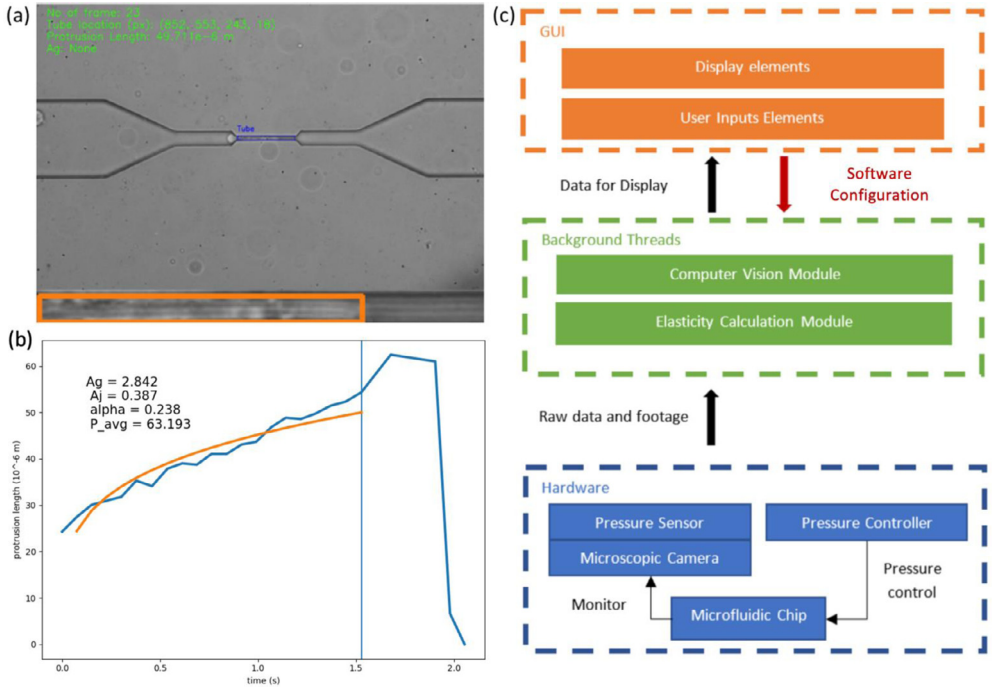 (a)
No of frame: 23
Tube location (px): (852, 553, 243, 18)
Protrusion Length: 49.711e-6 m
Ag: None
Tube
(b)
Ag = 2.842
Aj = 0.387
alpha = 0.238
P_avg = 63.193
protrusion length (10^-6 m)
60
50
40
30
20
10
0
0.0
0.5
1.0
1.5
2.0
time (s)
(c)
GUI
Display elements
User Inputs Elements
Data for Display
Software
Configuration
Background Threads
Computer Vision Module
Elasticity Calculation Module
Raw data and footage
Hardware
Pressure Sensor
Pressure Controller
Microscopic Camera
Monitor
Pressure
control
Microfluidic Chip